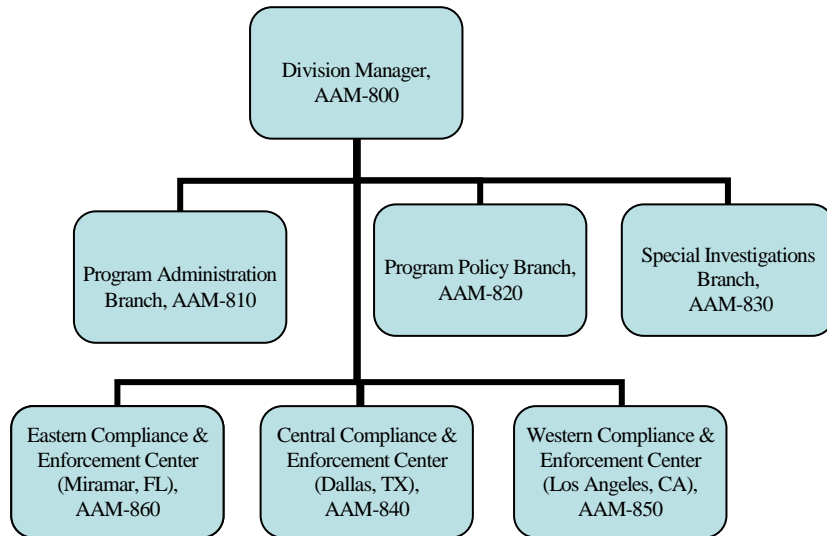 Division Manager,
AAM-800
Program Administration
Branch, AAM-810
Program Policy Branch,
AAM-820
Special Investigations
Branch,
AAM-830
Eastern Compliance &
Enforcement Center
(Miramar, FL),
AAM-860
Central Compliance &
Enforcement Center
(Dallas, TX),
AAM-840
Western Compliance &
Enforcement Center
(Los Angeles, CA),
AAM-850